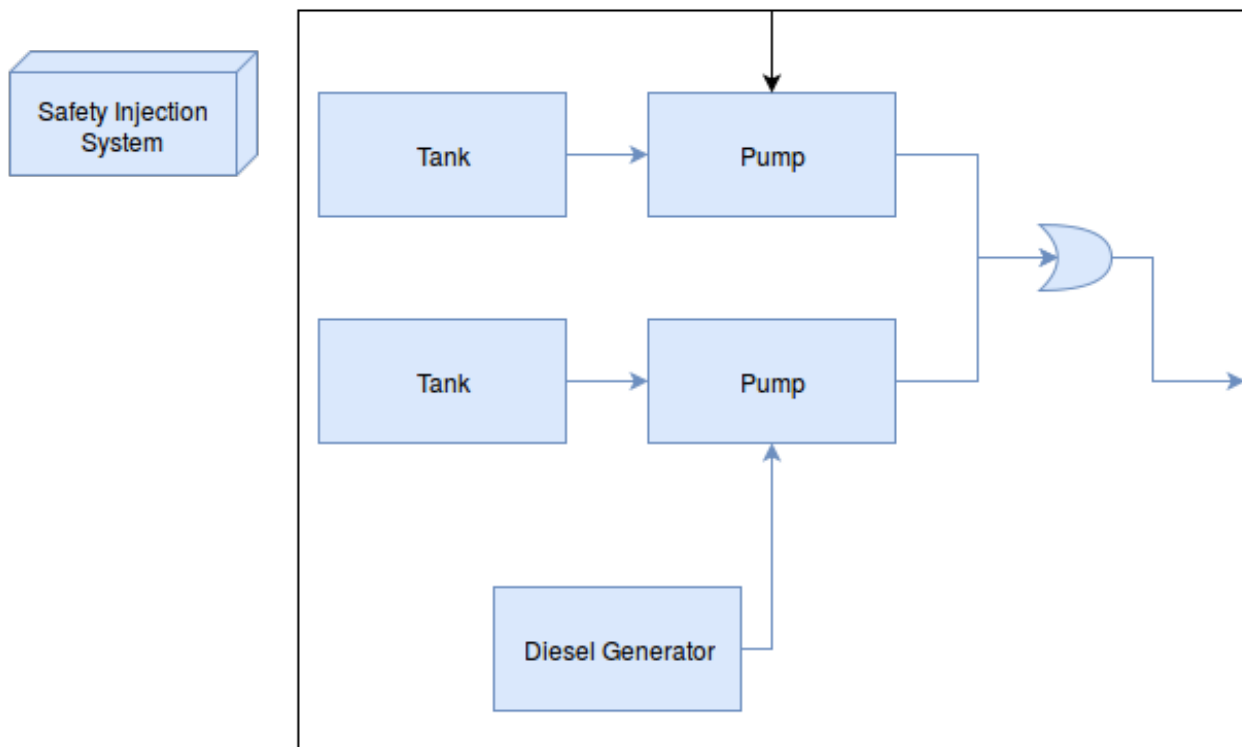 Safety Injection
System
Tank
Pump
Tank
Pump
Diesel Generator